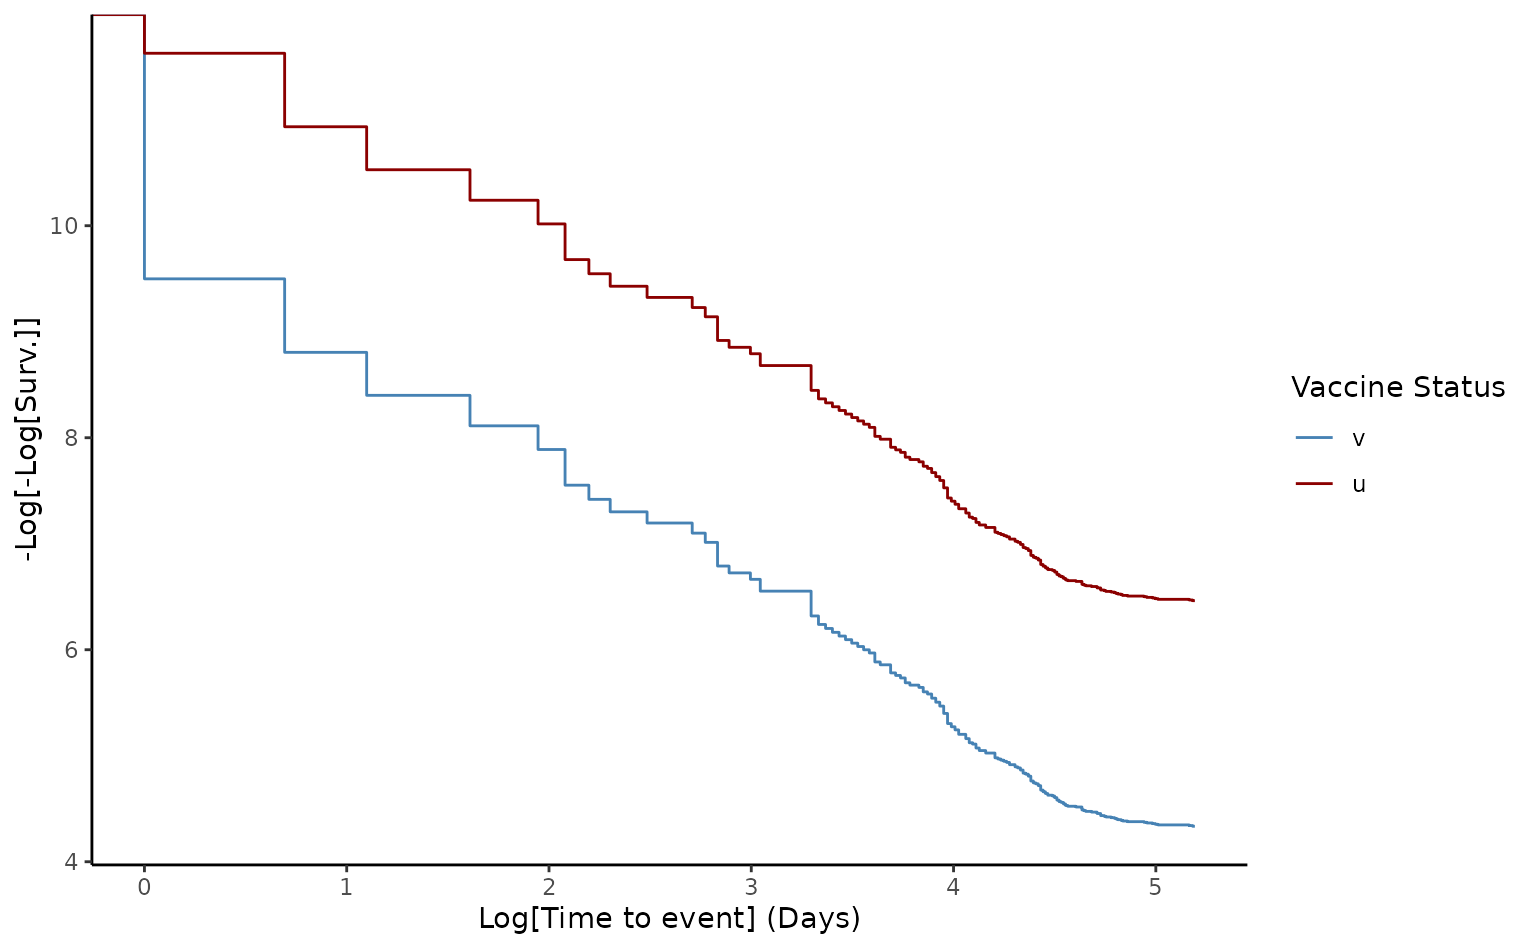 10
8
6
4
-Log[-Log[Surv.]]
0 1 2 3 4 5
Log[Time to event] (Days)
Vaccine Status
v
u